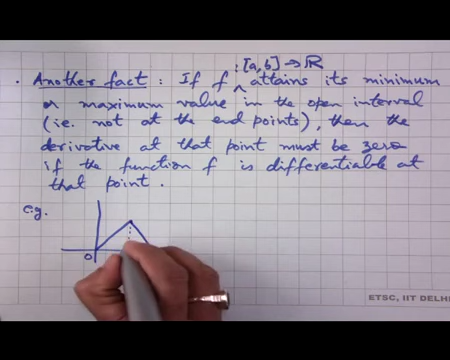 : [a, b] → ℝ
. Another fact : If f ^ attains its minimum
or maximum value in the open interval
(i.e. not at the end points), then the
derivative at that point must be zero
if the function f is differentiable at
that point.
e.g.
0
ETSC, IIT DELH